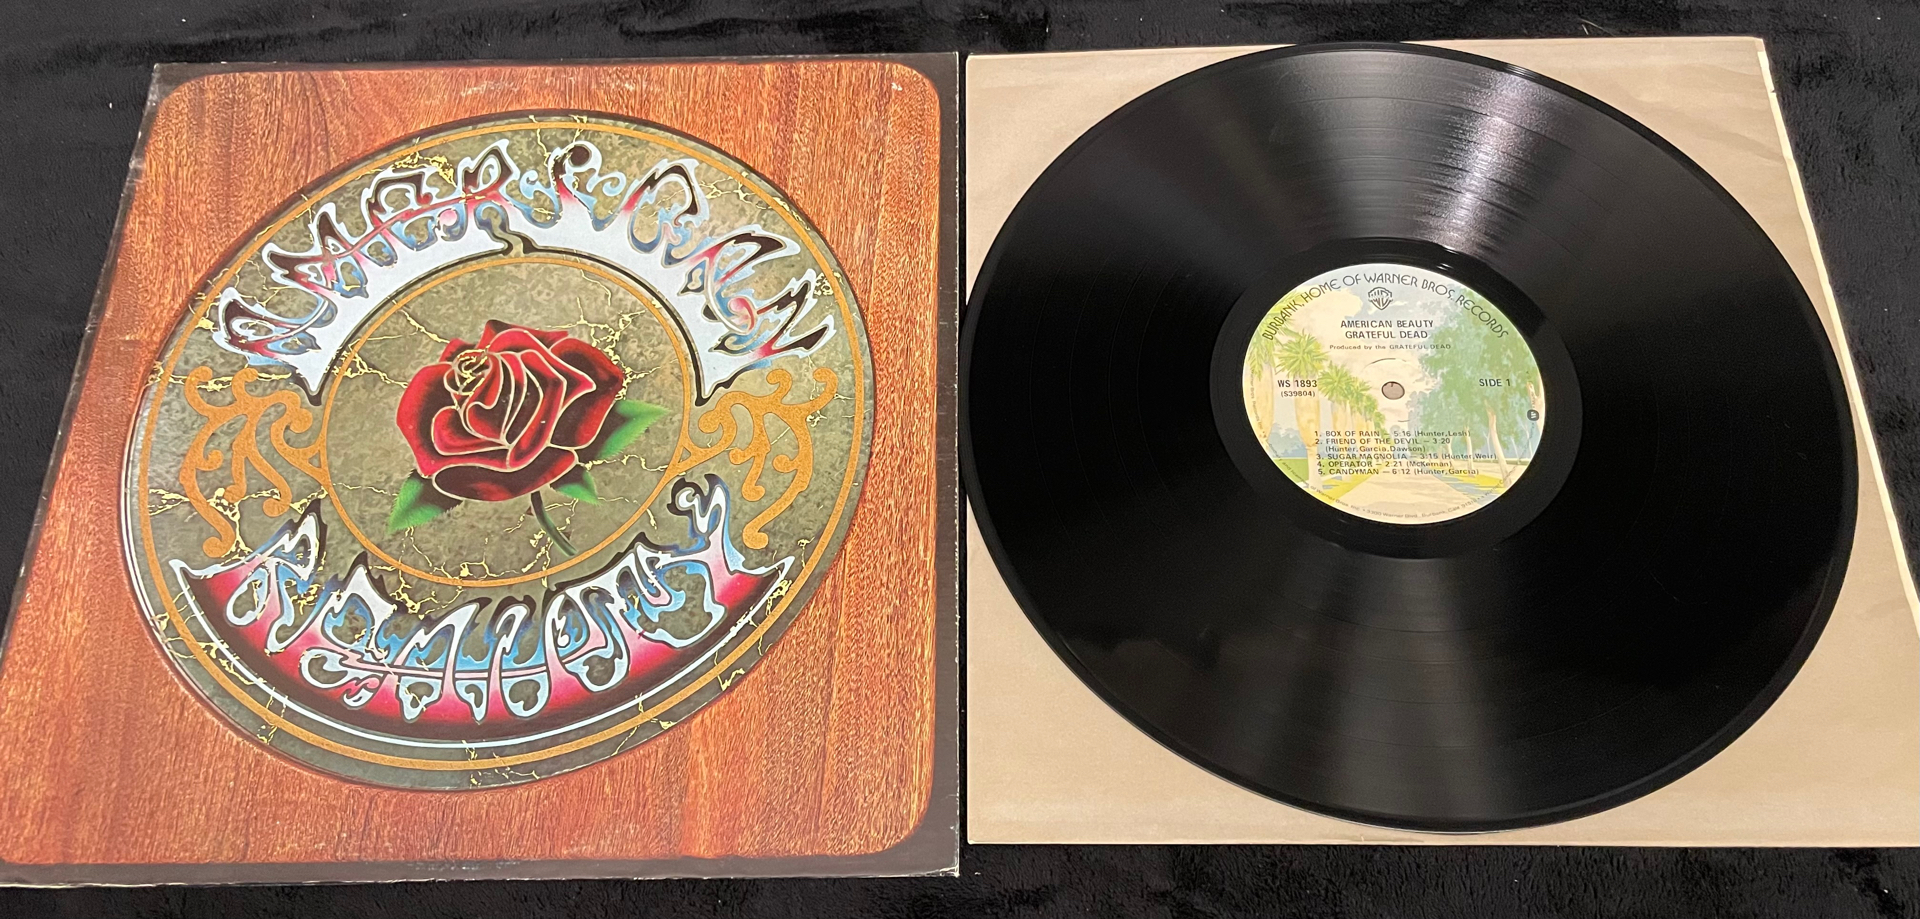 AMERICAN
BEAUTY
BURBANK, HOME OF WARNER BROS. RECORDS
W
AMERICAN BEAUTY
GRATEFUL DEAD
Produced by the GRATEFUL DEAD
WS 1893
(S39804)
SIDE 1
1. BOX OF RAIN — 5:16 (Hunter, Lesh)
2. FRIEND OF THE DEVIL — 3:20
(Hunter, Garcia, Dawson)
3. SUGAR MAGNOLIA — 3:15 (Hunter, Weir)
4. OPERATOR — 2:21 (McKernan)
5. CANDYMAN — 6:12 (Hunter, Garcia)